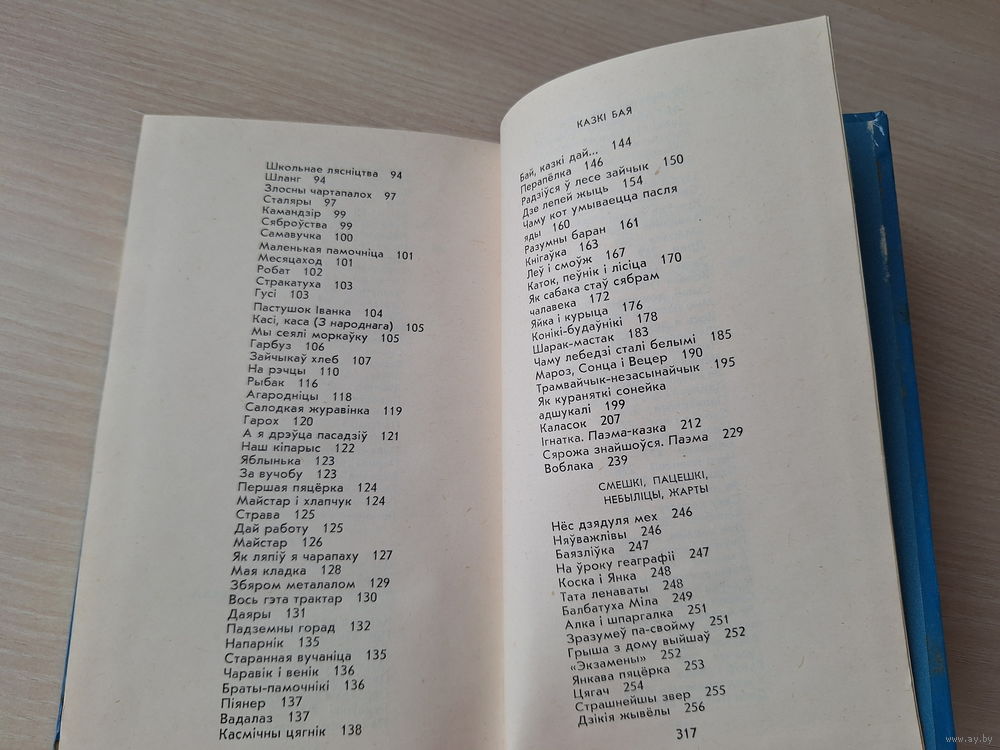 Школьнае лясніцтва 94
Шланг 94
Злосны чартапалох 97
Сталяры 97
Камандзір 99
Сяброўства 99
Самавучка 100
Маленькая памочніца 101
Месяцаход 101
Робат 102
Стракатуха 103
Гусі 103
Пастушок Іванка 104
Касі, каса (З народнага) 105
Мы сеялі моркаўку 105
Гарбуз 106
Зайчыкаў хлеб 107
На рэчцы 110
Рыбак 116
Агародніцы 118
Салодкая журавінка 119
Гарох 120
А я дрэўца пасадзіў 121
Наш кіпарыс 122
Яблынька 123
За вучобу 123
Першая пяцёрка 124
Майстар і хлапчук 124
Страва 125
Дай работу 125
Майстар 126
Як ляпіў я чарапаху 127
Мая кладка 128
Збяром металалом 129
Вось гэта трактар 130
Даяры 131
Падземны горад 132
Напарнік 135
Старанная вучаніца 135
Чаравік і венік 136
Браты-памочнікі 136
Піянер 137
Вадалаз 137
Касмічны цягнік 138
КАЗКІ БАЯ
Бай, казкі дай... 144
Перапёлка 146
Радзіўся ў лесе зайчык 150
Дзе лепей жыць 154
Чаму кот умываецца пасля
яды 160
Разумны баран 161
Кнігаўка 163
Леў і смоўж 167
Каток, пеўнік і лісіца 170
Як сабака стаў сябрам
чалавека 172
Яйка і курыца 176
Конікі-будаўнікі 178
Шарак-мастак 183
Чаму лебедзі сталі белымі 185
Мароз, Сонца і Вецер 190
Трамвайчык-незасынайчык 195
Як кураняткі сонейка
адшукалі 199
Каласок 207
Ігнатка. Паэма-казка 212
Сярожа знайшоўся. Паэма 229
Воблака 239
СМЕШКІ, ПАЦЕШКІ,
НЕБЫЛІЦЫ, ЖАРТЫ
Нёс дзядуля мех 246
Няўважлівы 246
Баязліўка 247
На ўроку геаграфіі 247
Коска і Янка 248
Тата ленаваты 248
Балбатуха Міла 249
Алка і шпаргалка 251
Зразумеў па-свойму 251
Грыша з дому выйшаў 252
«Экзамены» 252
Янкава пяцёрка 253
Цягач 254
Страшнейшы звер 255
Дзікія жывёлы 256
317
www.ay.by